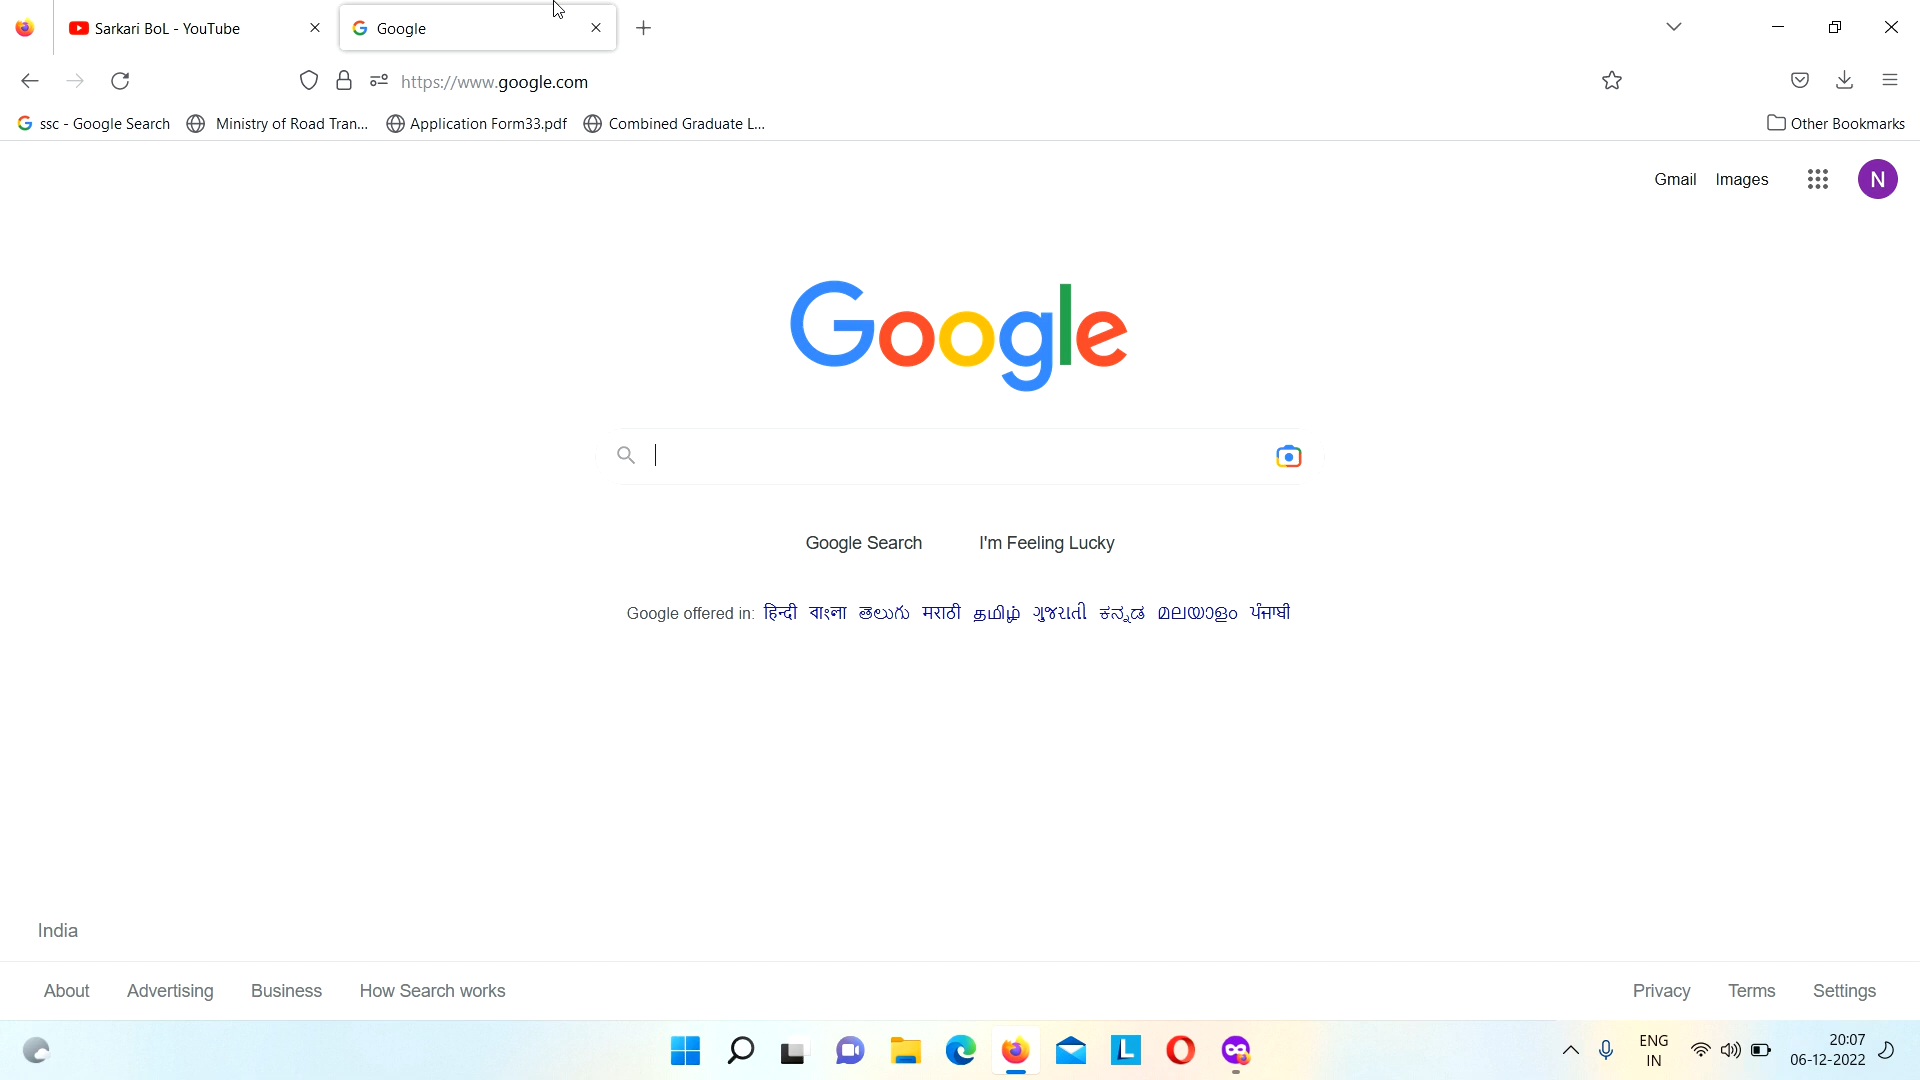 Sarkari BoL - YouTube
Google
https://www.google.com
ssc - Google Search
Ministry of Road Tran...
Application Form33.pdf
Combined Graduate L...
Other Bookmarks
Gmail
Images
N
Google
Google Search
I'm Feeling Lucky
Google offered in: हिन्दी বাংলা తెలుగు मराठी தமிழ் ગુજરાતી ಕನ್ನಡ മലയാളം ਪੰਜਾਬੀ
India
About
Advertising
Business
How Search works
Privacy
Terms
Settings
L
ENG
IN
20:07
06-12-2022